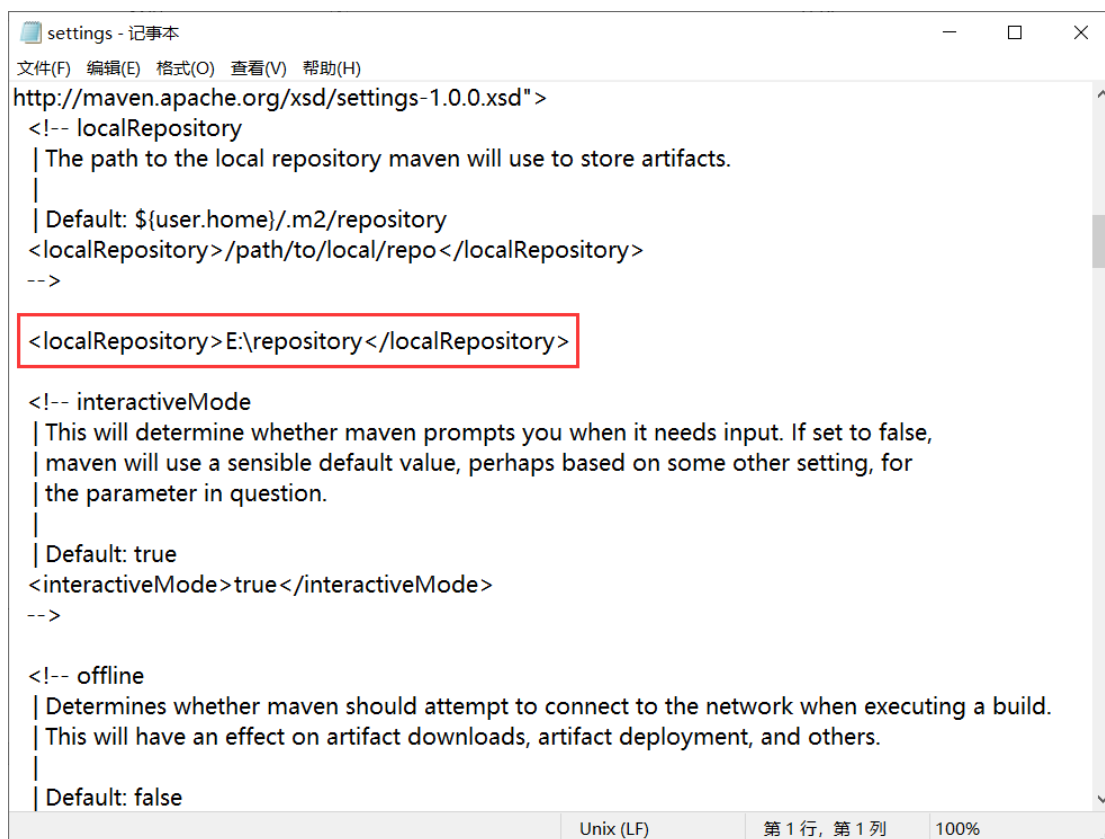 settings - 记事本
文件(F) 编辑(E) 格式(O) 查看(V) 帮助(H)
http://maven.apache.org/xsd/settings-1.0.0.xsd">
<!-- localRepository
| The path to the local repository maven will use to store artifacts.
|
| Default: ${user.home}/.m2/repository
<localRepository>/path/to/local/repo</localRepository>
-->
<localRepository>E:\repository</localRepository>
<!-- interactiveMode
| This will determine whether maven prompts you when it needs input. If set to false,
| maven will use a sensible default value, perhaps based on some other setting, for
| the parameter in question.
|
| Default: true
<interactiveMode>true</interactiveMode>
-->
<!-- offline
| Determines whether maven should attempt to connect to the network when executing a build.
| This will have an effect on artifact downloads, artifact deployment, and others.
|
| Default: false
Unix (LF) 第 1 行，第 1 列 100%